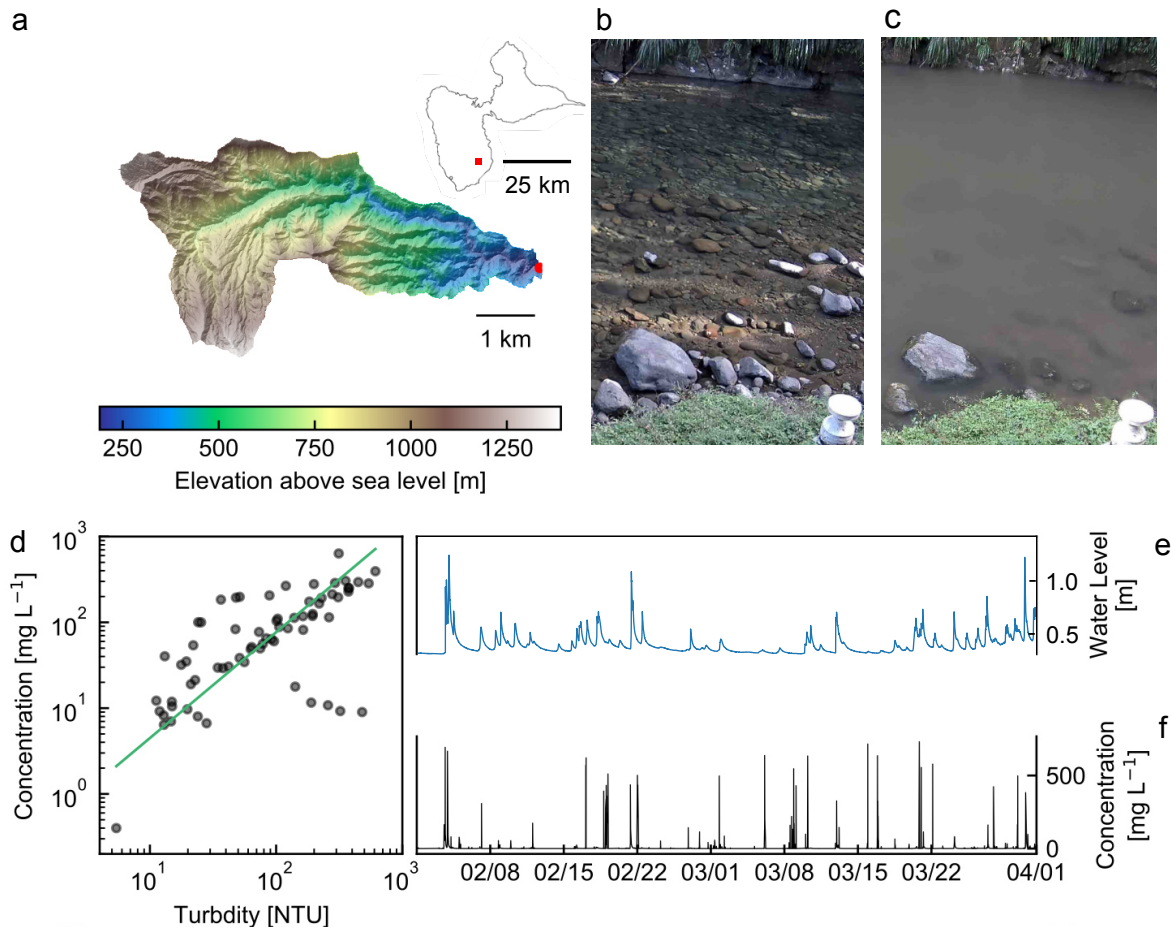 a
b
c
25 km
1 km
250 500 750 1000 1250
Elevation above sea level [m]
d
e
f
10³
10²
10¹
10⁰
Concentration [mg L⁻¹]
10¹ 10² 10³
Turbdity [NTU]
1.0
0.5
Water Level
[m]
500
0
Concentration
[mg L⁻¹]
02/08 02/15 02/22 03/01 03/08 03/15 03/22 04/01